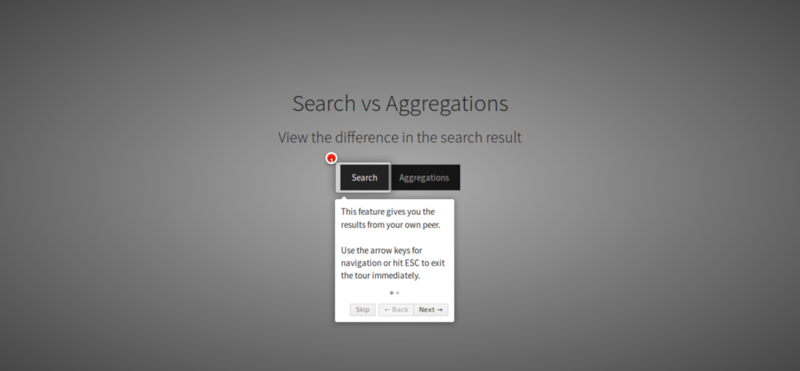 Search vs Aggregations
View the difference in the search result
Search Aggregations
This feature gives you the
results from your own peer.
Use the arrow keys for
navigation or hit ESC to exit
the tour immediately.
Skip ← Back Next →